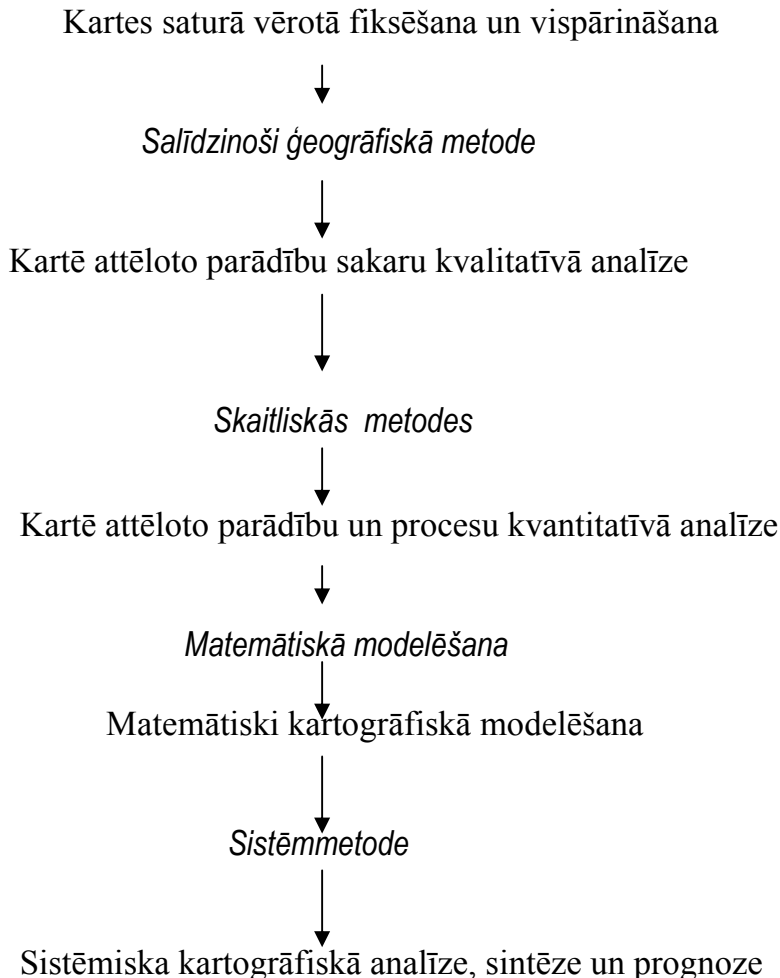 Kartes saturā vērotā fiksēšana un vispārināšana
Salīdzinoši ģeogrāfiskā metode
Kartē attēloto parādību sakaru kvalitatīvā analīze
Skaitliskās metodes
Kartē attēloto parādību un procesu kvantitatīvā analīze
Matemātiskā modelēšana
Matemātiski kartogrāfiskā modelēšana
Sistēmmetode
Sistēmiska kartogrāfiskā analīze, sintēze un prognoze